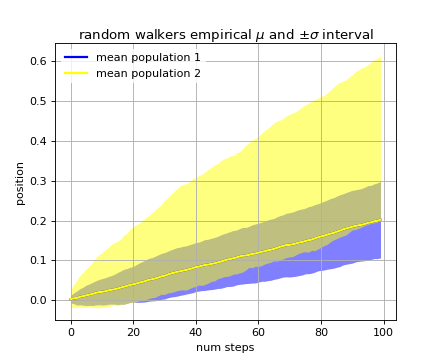 random walkers empirical μ and ±σ interval
mean population 1
mean population 2
0.6
0.5
0.4
0.3
0.2
0.1
0.0
position
0 20 40 60 80 100
num steps